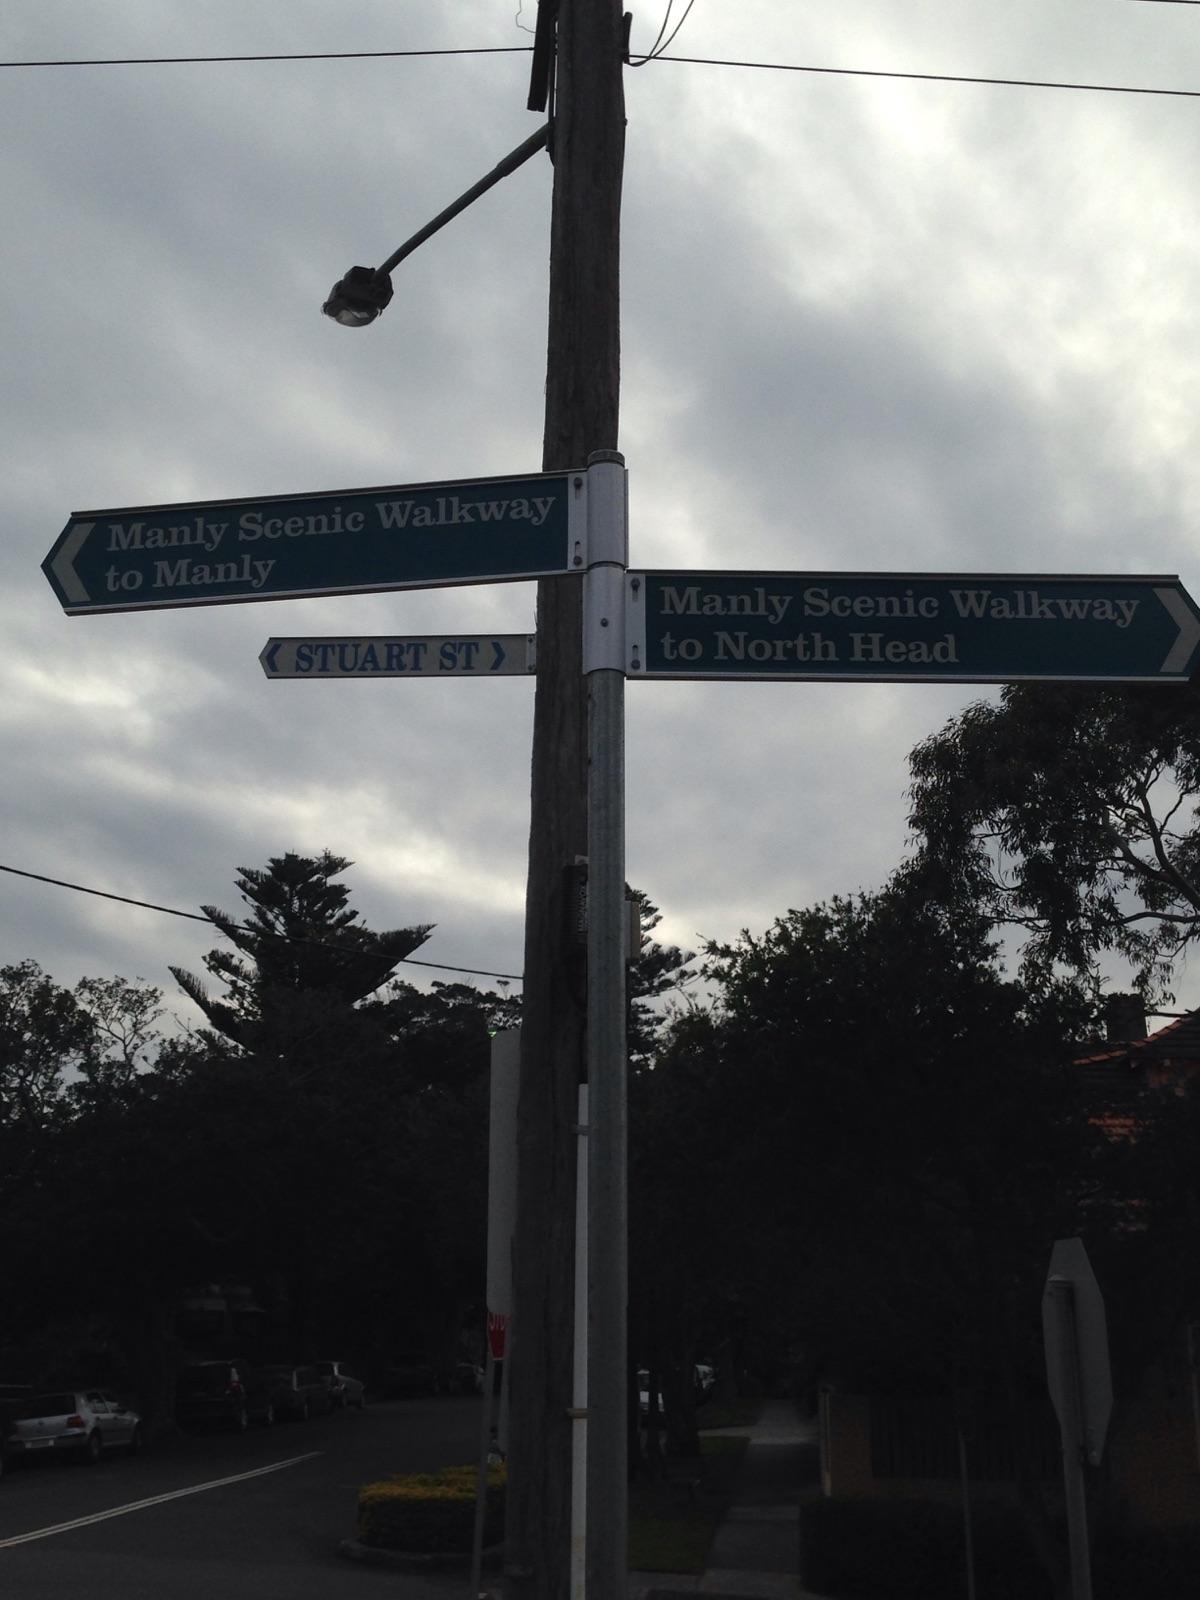 Manly Scenic Walkway
to Manly
Manly Scenic Walkway
to North Head
STUART ST